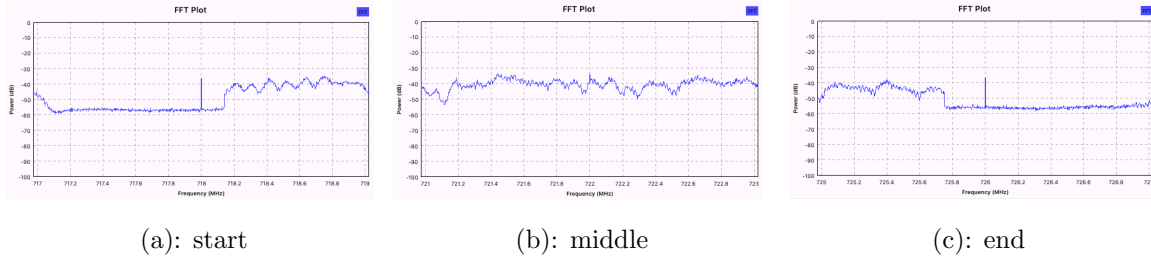 FFT Plot
FFT
0
-10
-20
-30
-40
-50
-60
-70
-80
-90
-100
Power (dB)
717 717.2 717.4 717.6 717.8 718 718.2 718.4 718.6 718.8 719
Frequency (MHz)
(a): start
FFT Plot
FFT
0
-10
-20
-30
-40
-50
-60
-70
-80
-90
-100
Power (dB)
721 721.2 721.4 721.6 721.8 722 722.2 722.4 722.6 722.8 723
Frequency (MHz)
(b): middle
FFT Plot
0
-10
-20
-30
-40
-50
-60
-70
-80
-90
-100
Power (dB)
725 725.2 725.4 725.6 725.8 726 726.2 726.4 726.6 726.8
Frequency (MHz)
(c): end